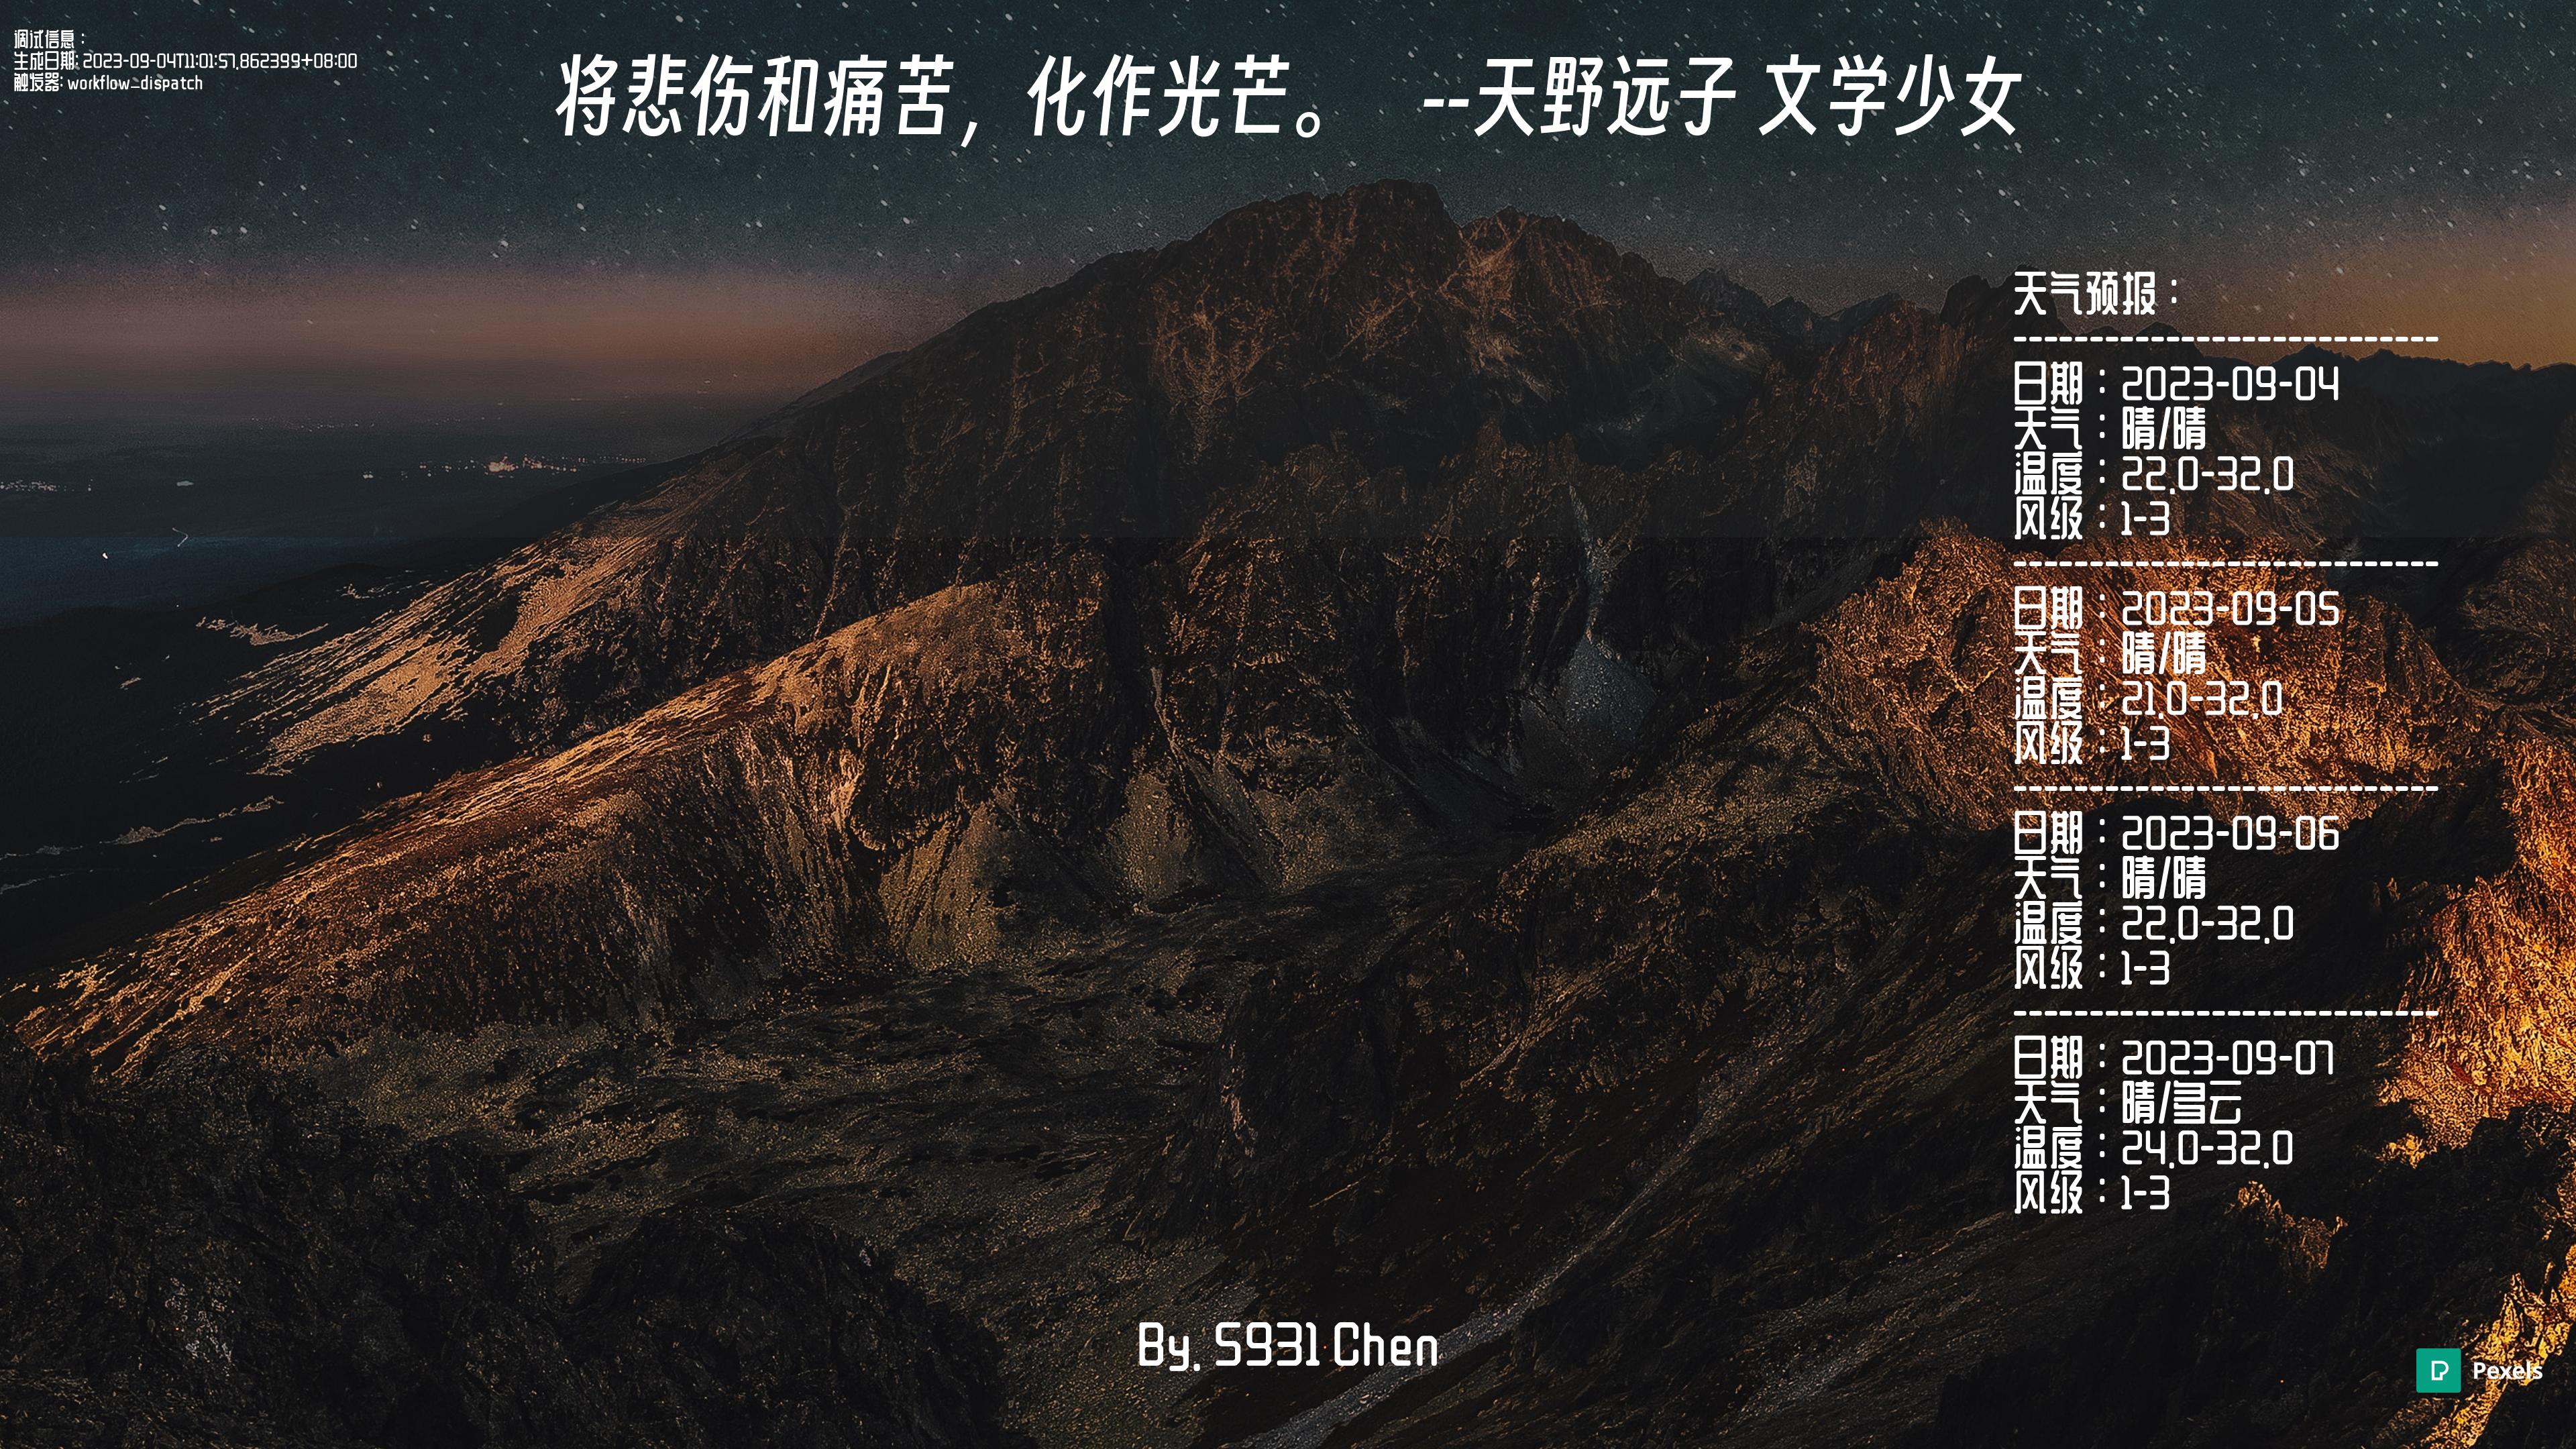 调试信息：
生成日期: 2023-09-04T11:01:57.862399+08:00
触发器: workflow_dispatch
将悲伤和痛苦，化作光芒。 --天野远子 文学少女
天气预报：
----------------------------
日期：2023-09-04
天气：晴/晴
温度：22.0-32.0
风级：1-3
----------------------------
日期：2023-09-05
天气：晴/晴
温度：21.0-32.0
风级：1-3
----------------------------
日期：2023-09-06
天气：晴/晴
温度：22.0-32.0
风级：1-3
----------------------------
日期：2023-09-07
天气：晴/多云
温度：24.0-32.0
风级：1-3
By. S931 Chen
Pexels